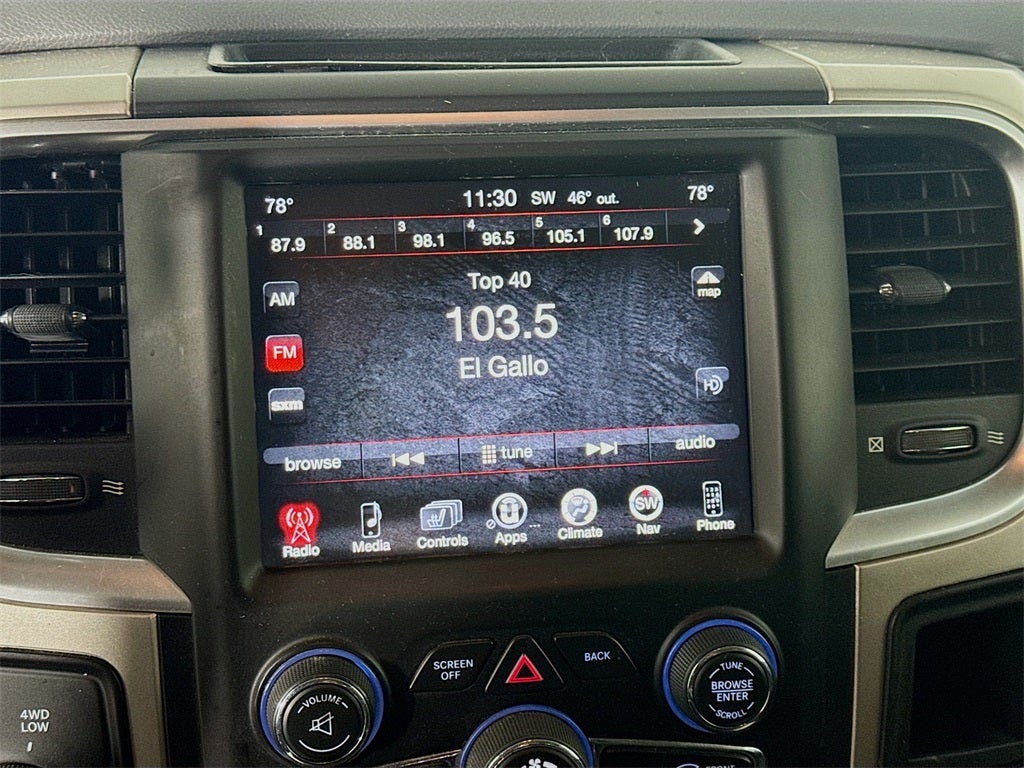 78° 11:30 SW 46° out. 78°
1 87.9 2 88.1 3 98.1 4 96.5 5 105.1 6 107.9
Top 40
map
AM
103.5
FM
El Gallo
HD
sxm
browse tune audio
Radio Media Controls Apps Climate SW Nav Phone
SCREEN OFF
BACK
VOLUME
TUNE
BROWSE
ENTER
SCROLL
4WD
LOW
FRONT